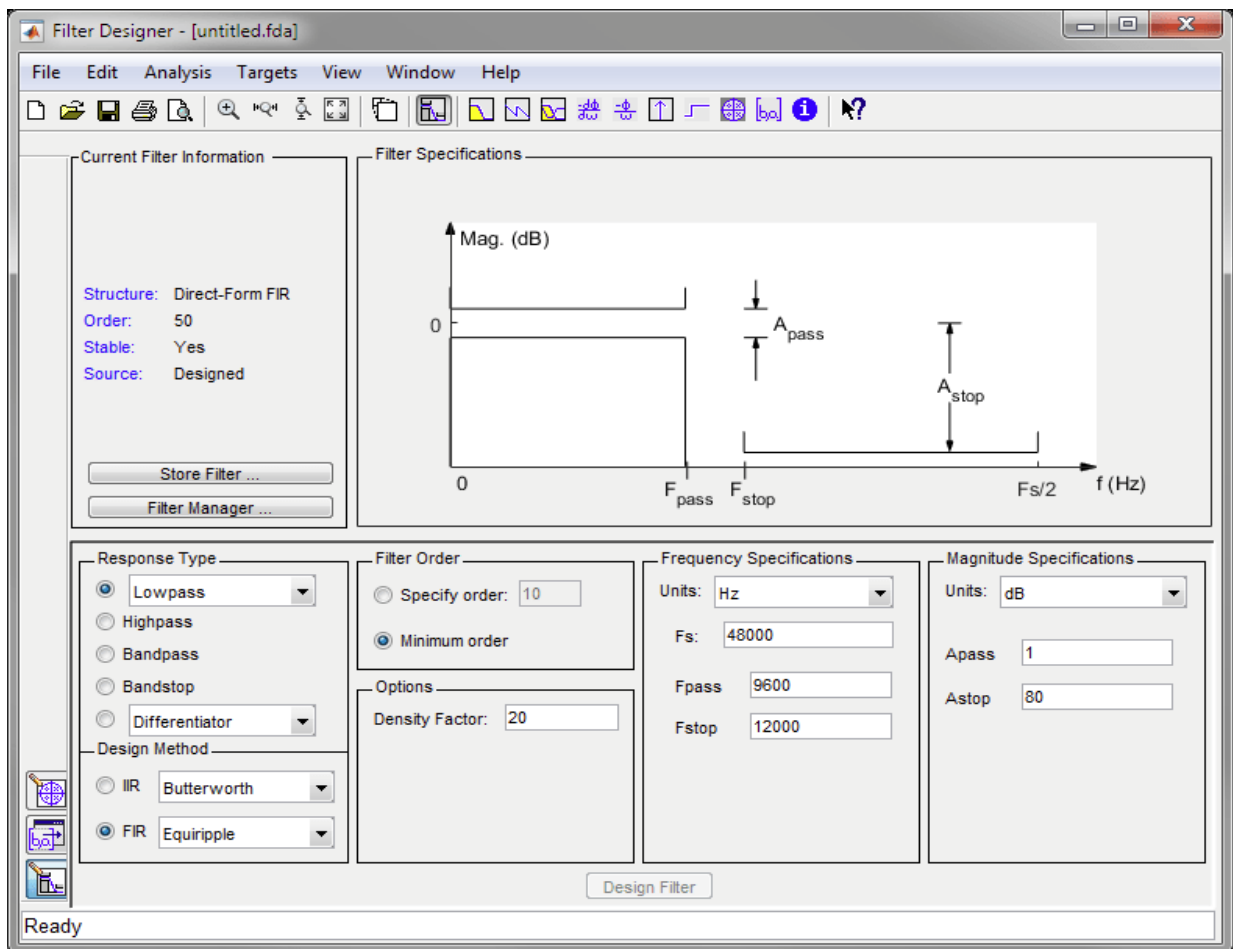 Filter Designer - [untitled.fda]
File Edit Analysis Targets View Window Help
Current Filter Information
Structure: Direct-Form FIR
Order: 50
Stable: Yes
Source: Designed
Store Filter ...
Filter Manager ...
Filter Specifications
Mag. (dB)
0
Apass
Astop
0
Fpass
Fstop
Fs/2
f (Hz)
Response Type
Lowpass
Highpass
Bandpass
Bandstop
Differentiator
Design Method
IIR Butterworth
FIR Equiripple
Filter Order
Specify order: 10
Minimum order
Options
Density Factor: 20
Frequency Specifications
Units: Hz
Fs: 48000
Fpass 9600
Fstop 12000
Magnitude Specifications
Units: dB
Apass 1
Astop 80
Design Filter
Ready